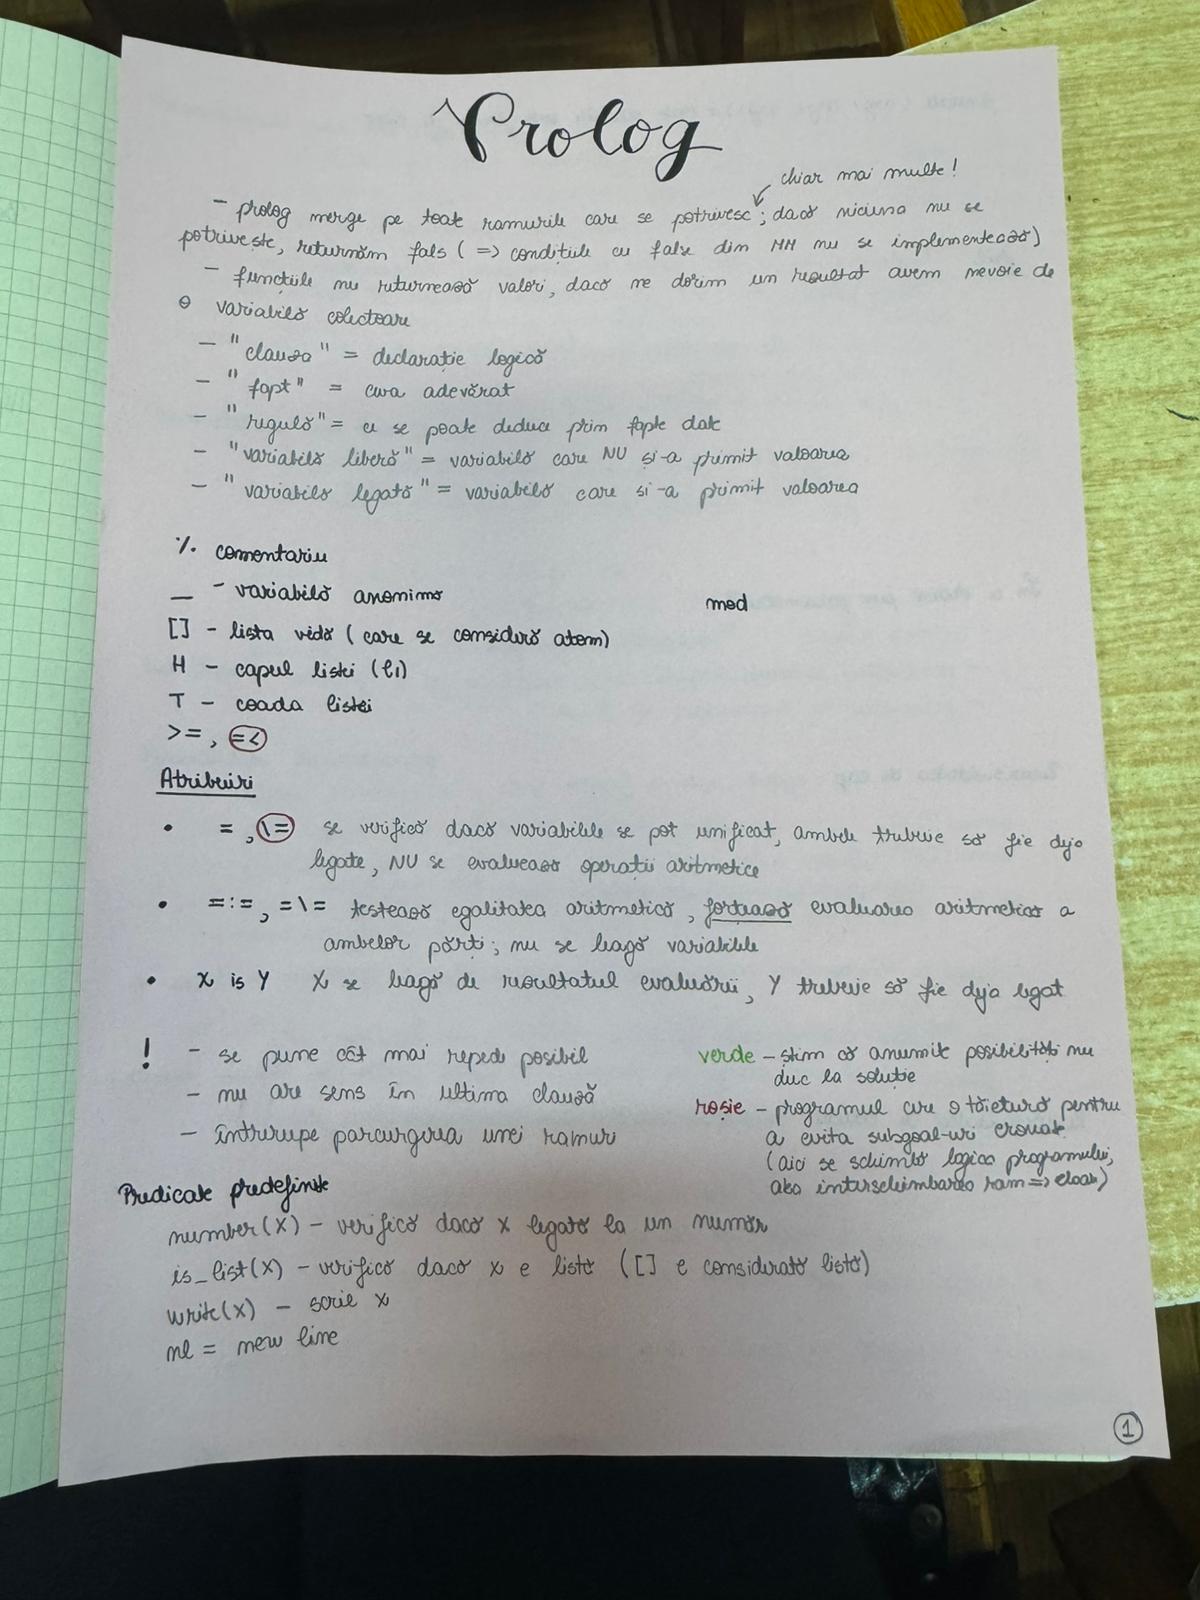 Prolog
chiar mai multe!
- prolog merge pe toate ramurile care se potrivesc; dacă niciuna nu se
potrivește, returnăm fals (=> condițiile cu false din MM nu se implementează)
- funcțiile nu returnează valori, dacă ne dorim un rezultat avem nevoie de
o variabilă colectoare
- "clauza" = declarație logică
- "fapt" = ceva adevărat
- "regulă" = ce se poate deduce prin fapte date
- "variabilă liberă" = variabilă care NU și-a primit valoarea
- "variabilă legată" = variabilă care și-a primit valoarea
% comentariu
_ - variabilă anonimă
mod
[] - lista vidă (care se consideră atom)
H - capul listei (l1)
T - coada listei
>=, =<
Atribuiri
• =, \= se verifică dacă variabilele se pot unificat, ambele trebuie să fie deja
legate, NU se evaluează operații aritmetice
• =:=, =\= testează egalitatea aritmetică, forțează evaluarea aritmetică a
ambelor părți; nu se leagă variabilele
• X is Y X se leagă de rezultatul evaluării, Y trebuie să fie deja legat
! - se pune cât mai repede posibil
- nu are sens în ultima clauză
- întrerupe parcurgerea unei ramuri
verde - știm că anumite posibilități nu
duc la soluție
roșie - programul are o tăietură pentru
a evita subgoal-uri eronate
(aici se schimbă logica programului,
Predicate predefinite
number(X) - verifică dacă x legată la un număr
is_list(X) - verifică dacă x e listă ([] e considerată listă)
write(X) - scrie x
nl = new line
1